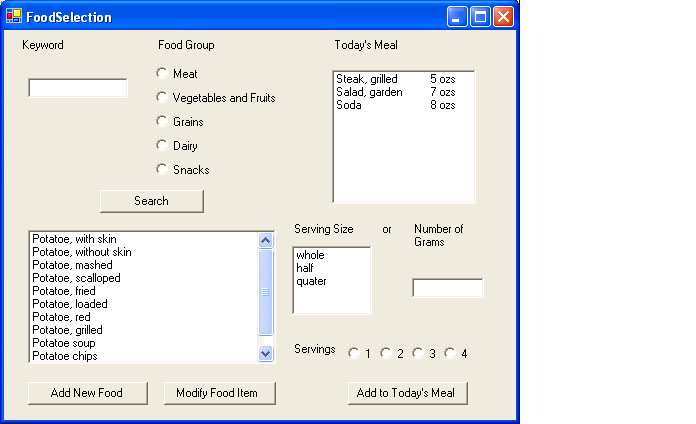 FoodSelection
Keyword
Food Group
Today's Meal
Meat
Vegetables and Fruits
Grains
Dairy
Snacks
Steak, grilled 5 ozs
Salad, garden 7 ozs
Soda 8 ozs
Search
Potatoe, with skin
Potatoe, without skin
Potatoe, mashed
Potatoe, scalloped
Potatoe, fried
Potatoe, loaded
Potatoe, red
Potatoe, grilled
Potatoe soup
Potatoe chips
Serving Size
or
Number of
Grams
whole
half
quater
Servings 1 2 3 4
Add New Food
Modify Food Item
Add to Today's Meal